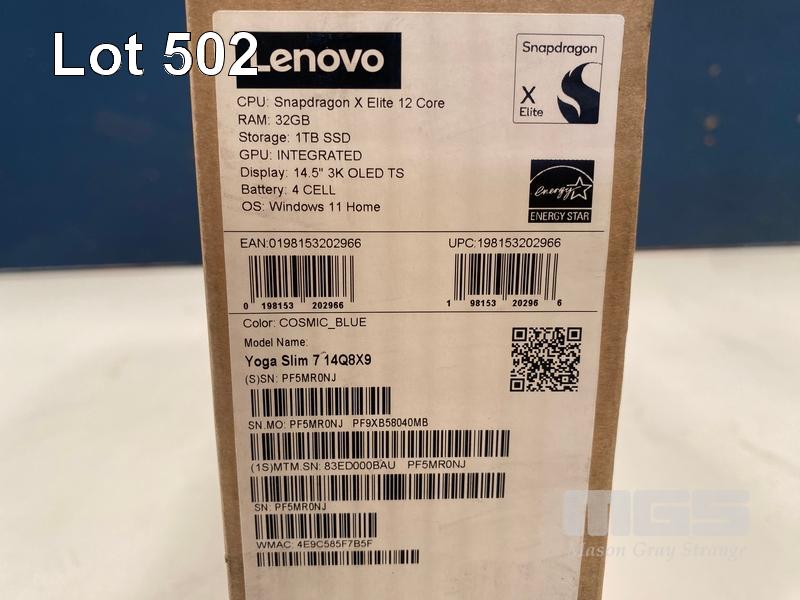 Lot 502
Lenovo
Snapdragon
X
Elite
CPU: Snapdragon X Elite 12 Core
RAM: 32GB
Storage: 1TB SSD
GPU: INTEGRATED
Display: 14.5" 3K OLED TS
Battery: 4 CELL
OS: Windows 11 Home
energy
ENERGY STAR
EAN:0198153202966 UPC:198153202966
0 198153 202966 1 98153 20296 6
Color: COSMIC_BLUE
Model Name:
Yoga Slim 7 14Q8X9
(S)SN: PF5MR0NJ
SN.MO: PF5MR0NJ PF9XB58040MB
(1S)MTM.SN: 83ED000BAU PF5MR0NJ
SN: PF5MR0NJ
WMAC: 4E9C585F7B5F
MGS
Mason Gray Strange